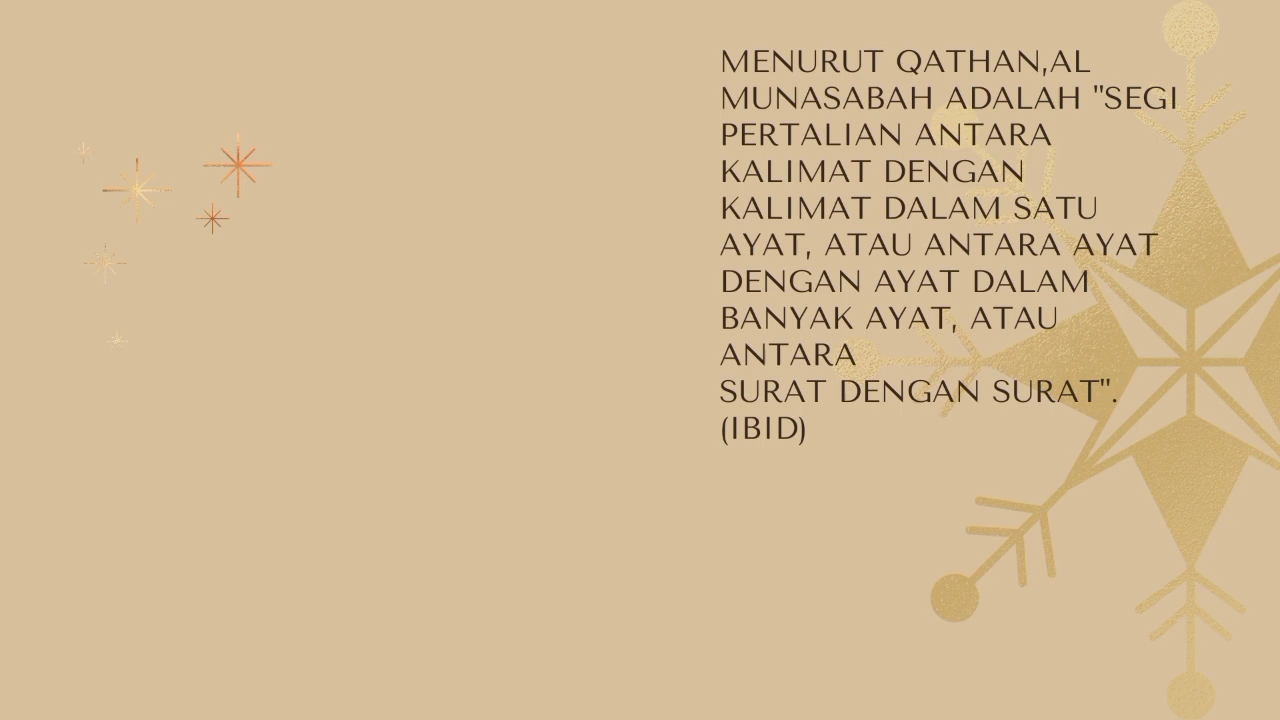 MENURUT QATHAN,AL
MUNASABAH ADALAH "SEGI
PERTALIAN ANTARA
KALIMAT DENGAN
KALIMAT DALAM SATU
AYAT, ATAU ANTARA AYAT
DENGAN AYAT DALAM
BANYAK AYAT, ATAU
ANTARA
SURAT DENGAN SURAT".
(IBID)